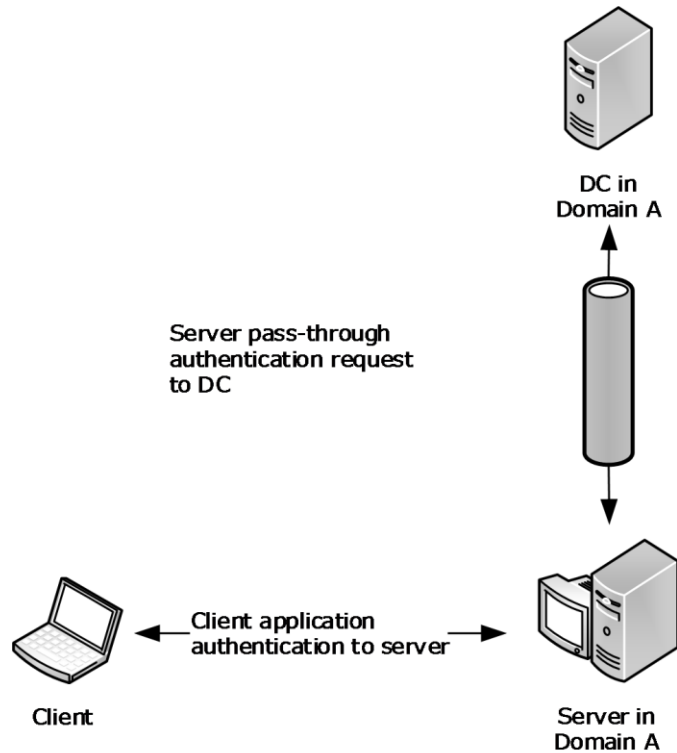 DC in
Domain A
Server pass-through
authentication request
to DC
Client application
authentication to server
Client
Server in
Domain A